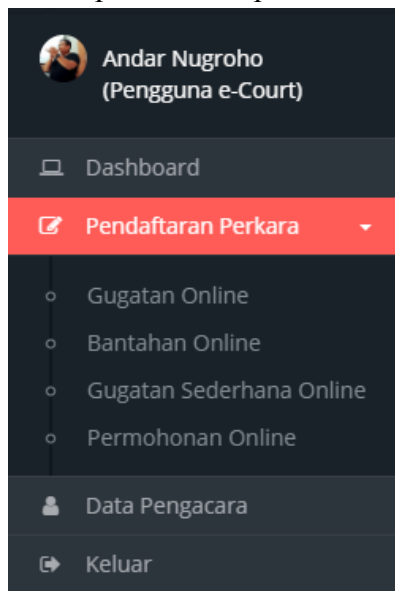 Andar Nugroho
(Pengguna e-Court)
Dashboard
Pendaftaran Perkara
Gugatan Online
Bantahan Online
Gugatan Sederhana Online
Permohonan Online
Data Pengacara
Keluar